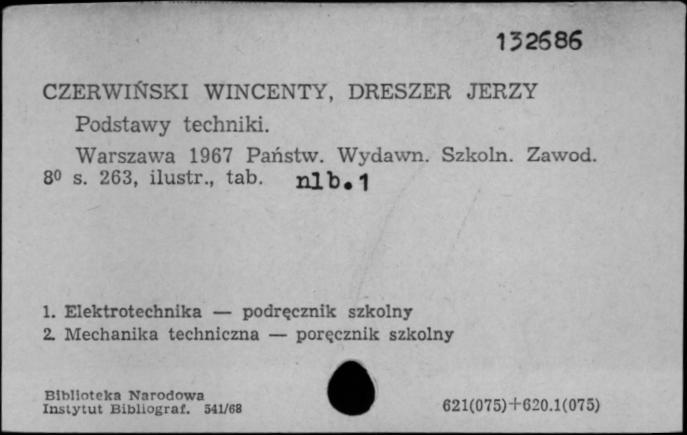 132686
CZERWIŃSKI WINCENTY, DRESZER JERZY
Podstawy techniki.
Warszawa 1967 Państw. Wydawn. Szkoln. Zawod.
8⁰ s. 263, ilustr., tab. nlb.1
1. Elektrotechnika — podręcznik szkolny
2. Mechanika techniczna — poręcznik szkolny
Biblioteka Narodowa
Instytut Bibliograf. 541/68
621(075)+620.1(075)